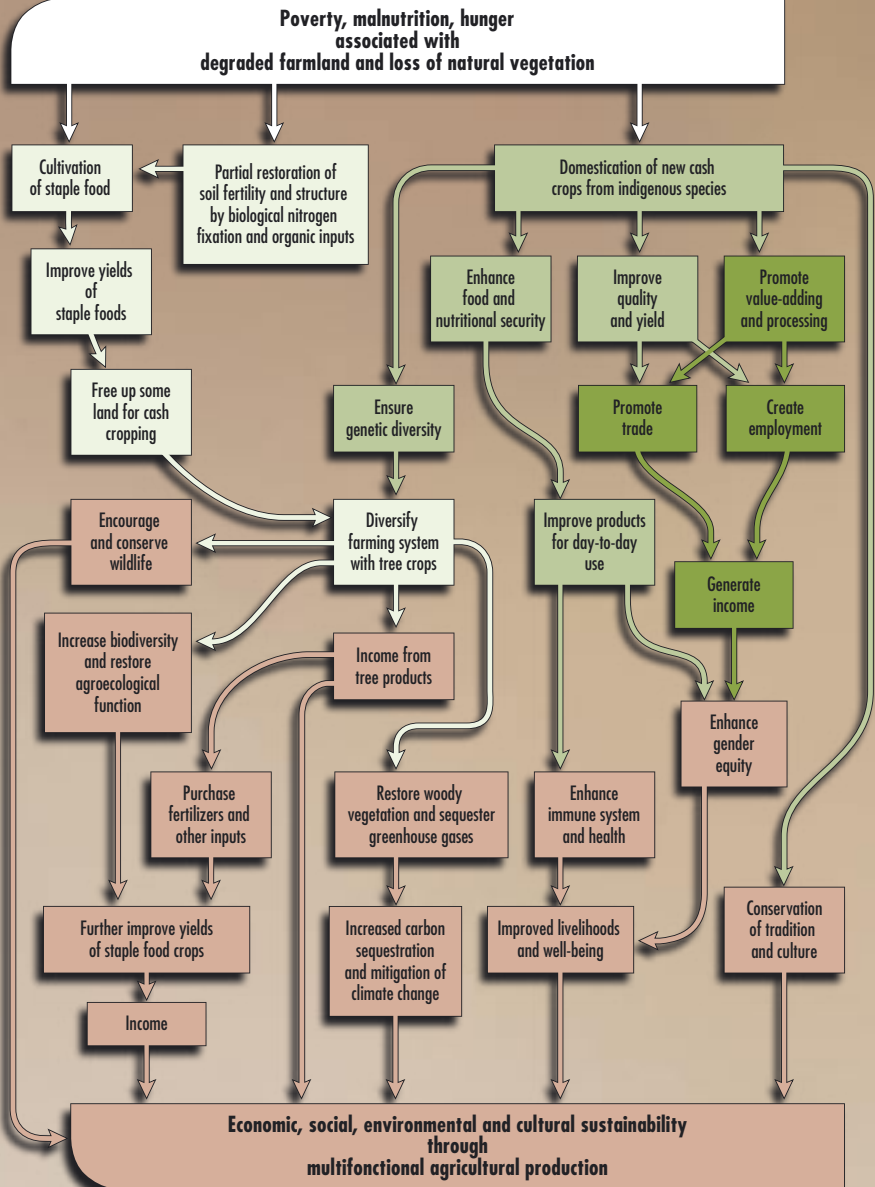 Poverty, malnutrition, hunger
associated with
degraded farmland and loss of natural vegetation
Cultivation
of staple food
Partial restoration of
soil fertility and structure
by biological nitrogen
fixation and organic inputs
Domestication of new cash
crops from indigenous species
Improve yields
of
staple foods
Enhance
food and
nutritional security
Improve
quality
and yield
Promote
value-adding
and processing
Free up some
land for cash
cropping
Ensure
genetic diversity
Promote
trade
Create
employment
Encourage
and conserve
wildlife
Diversify
farming system
with tree crops
Improve products
for day-to-day
use
Generate
income
Increase biodiversity
and restore
agroecological
function
Income from
tree products
Enhance
gender
equity
Purchase
fertilizers and
other inputs
Restore woody
vegetation and sequester
greenhouse gases
Enhance
immune system
and health
Further improve yields
of staple food crops
Increased carbon
sequestration
and mitigation of
climate change
Improved livelihoods
and well-being
Conservation
of tradition
and culture
Income
Economic, social, environmental and cultural sustainability
through
multifonctional agricultural production